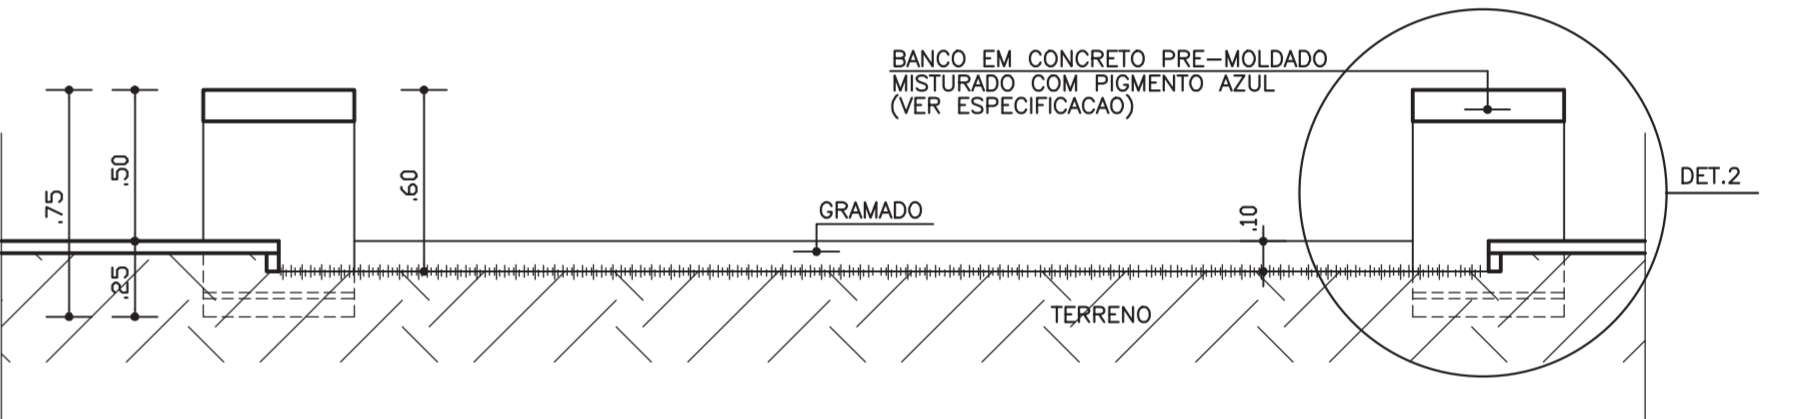 BANCO EM CONCRETO PRE-MOLDADO
MISTURADO COM PIGMENTO AZUL
(VER ESPECIFICACAO)
.75
.50
.25
.60
GRAMADO
.10
DET.2
TERRENO